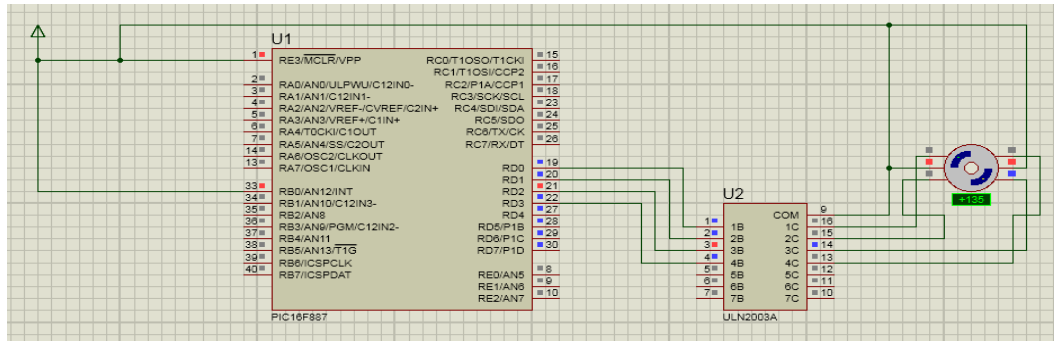 U1
1 RE3/MCLR/VPP
2 RA0/AN0/ULPWU/C12IN0-
3 RA1/AN1/C12IN1-
4 RA2/AN2/VREF-/CVREF/C2IN+
5 RA3/AN3/VREF+/C1IN+
6 RA4/T0CKI/C1OUT
7 RA5/AN4/SS/C2OUT
14 RA6/OSC2/CLKOUT
13 RA7/OSC1/CLKIN
33 RB0/AN12/INT
34 RB1/AN10/C12IN3-
35 RB2/AN8
36 RB3/AN9/PGM/C12IN2-
37 RB4/AN11
38 RB5/AN13/T1G
39 RB6/ICSPCLK
40 RB7/ICSPDAT
RC0/T1OSO/T1CKI 15
RC1/T1OSI/CCP2 16
RC2/P1A/CCP1 17
RC3/SCK/SCL 18
RC4/SDI/SDA 23
RC5/SDO 24
RC6/TX/CK 25
RC7/RX/DT 26
RD0 19
RD1 20
RD2 21
RD3 22
RD4 27
RD5/P1B 28
RD6/P1C 29
RD7/P1D 30
RE0/AN5 8
RE1/AN6 9
RE2/AN7 10
PIC16F887
U2
COM 9
1 1B 1C 16
2 2B 2C 15
3 3B 3C 14
4 4B 4C 13
5 5B 5C 12
6 6B 6C 11
7 7B 7C 10
ULN2003A
+135